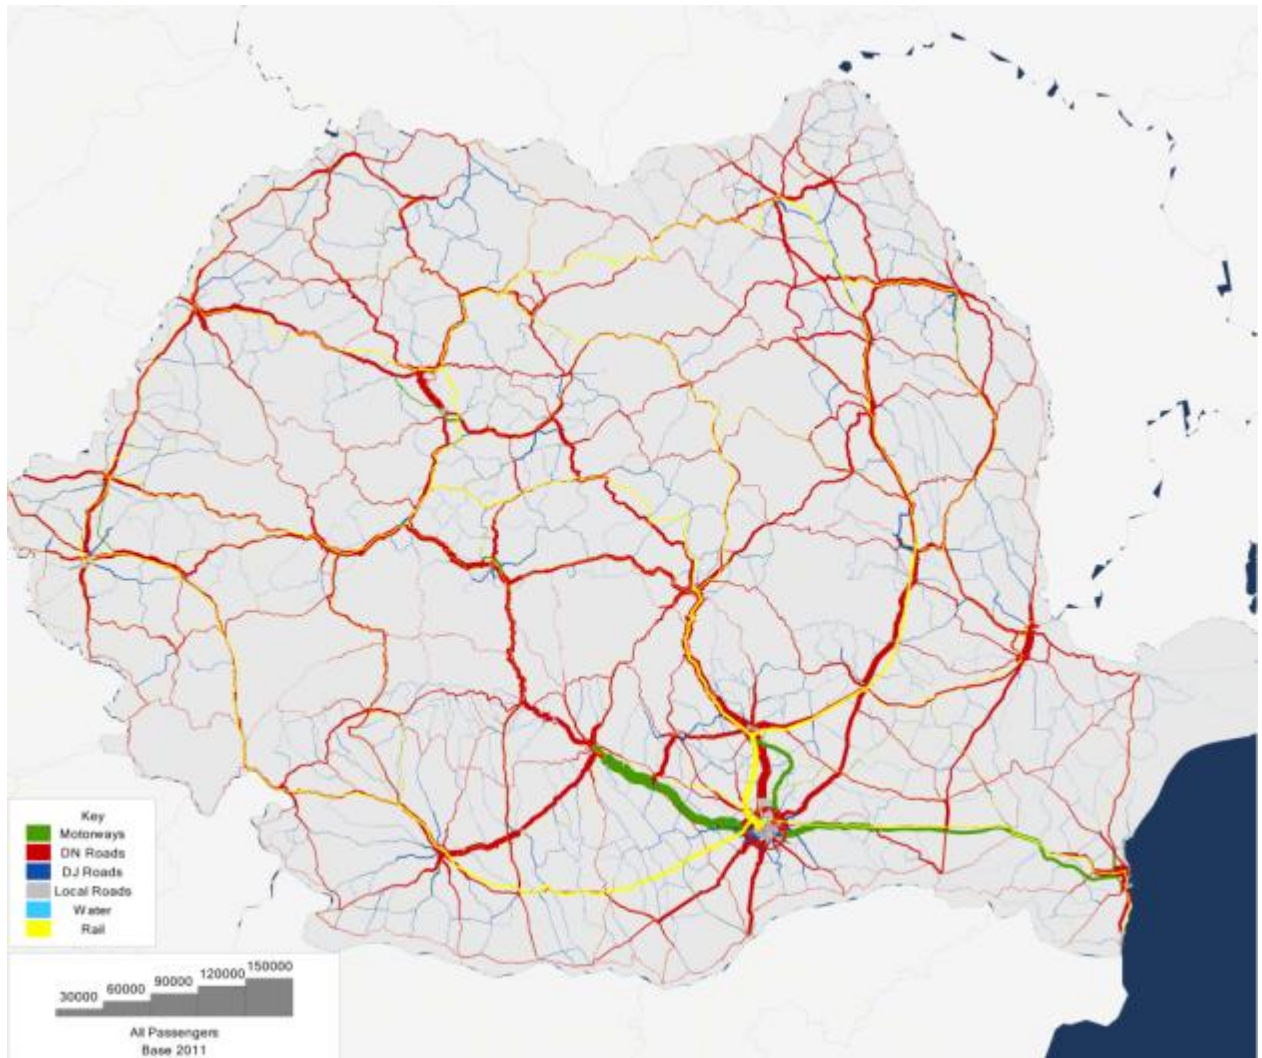 Key
Motorways
DN Roads
DJ Roads
Local Roads
Water
Rail
30000 60000 90000 120000 150000
All Passengers
Base 2011